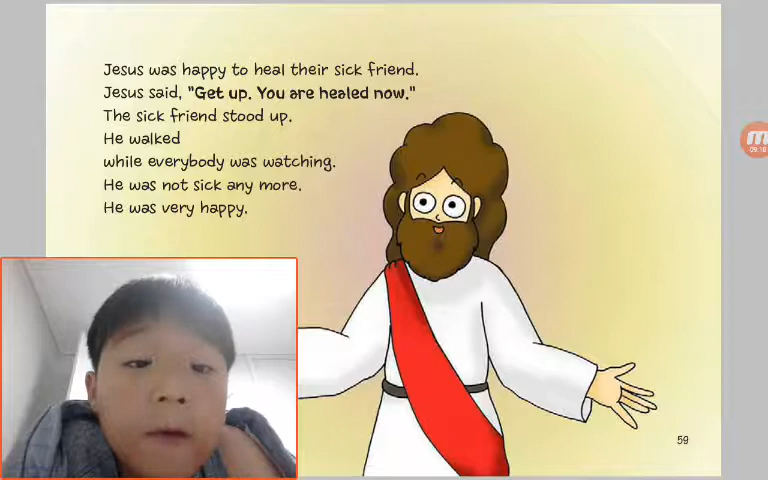 Jesus was happy to heal their sick friend.
Jesus said, "Get up. You are healed now."
The sick friend stood up.
He walked
while everybody was watching.
He was not sick any more.
He was very happy.
59
09:18